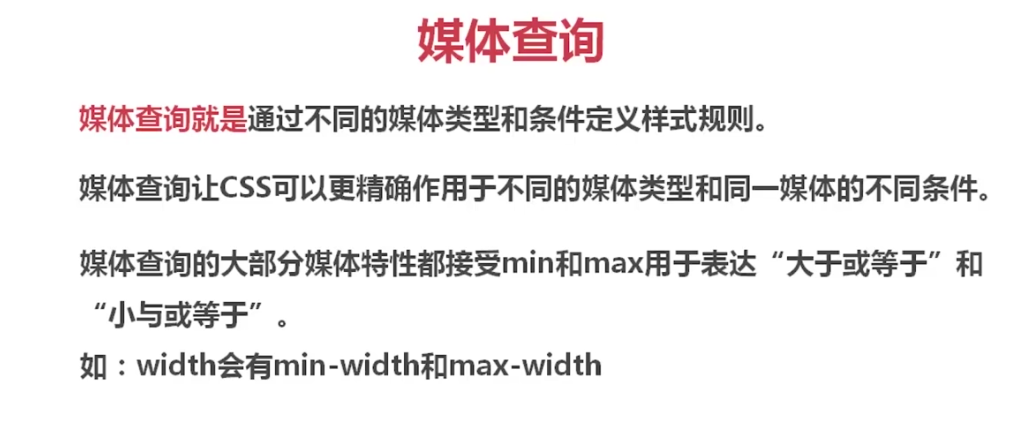 媒体查询
媒体查询就是通过不同的媒体类型和条件定义样式规则。
媒体查询让CSS可以更精确作用于不同的媒体类型和同一媒体的不同条件。
媒体查询的大部分媒体特性都接受min和max用于表达“大于或等于”和
“小与或等于”。
如：width会有min-width和max-width